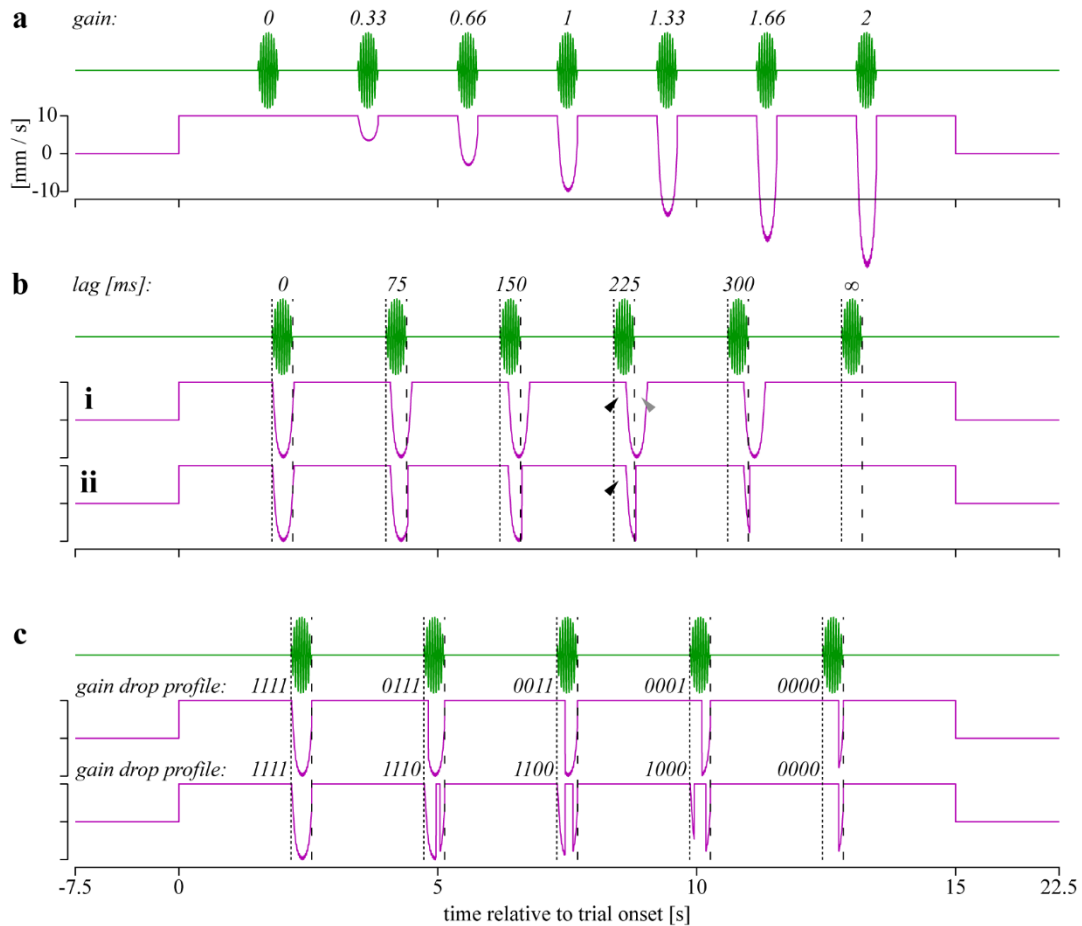 a gain: 0 0.33 0.66 1 1.33 1.66 2
10
0
-10
[mm / s]
b lag [ms]: 0 75 150 225 300 ∞
i
ii
c
gain drop profile: 1111 0111 0011 0001 0000
gain drop profile: 1111 1110 1100 1000 0000
-7.5 0 5 10 15 22.5
time relative to trial onset [s]